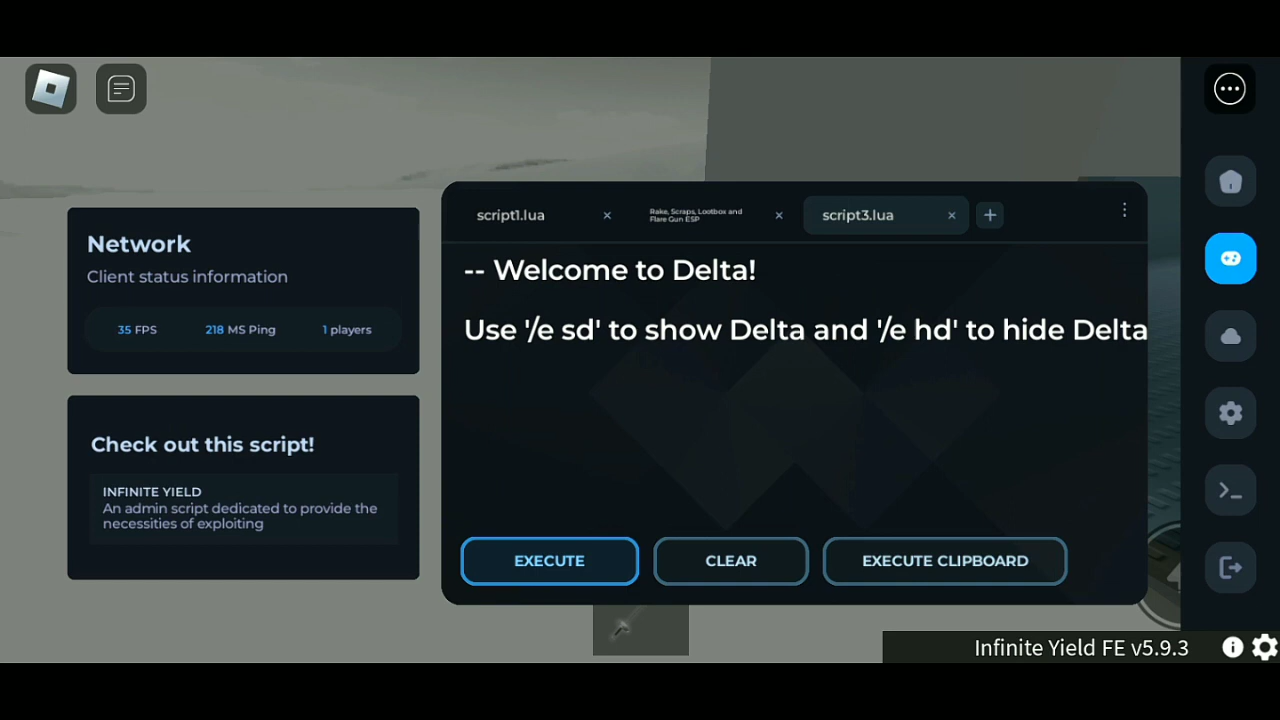 Network
Client status information
35 FPS
218 MS Ping
1 players
Check out this script!
INFINITE YIELD
An admin script dedicated to provide the
necessities of exploiting
script1.lua
Rake, Scraps, Lootbox and
Flare Gun ESP
script3.lua
-- Welcome to Delta!
Use '/e sd' to show Delta and '/e hd' to hide Delta
EXECUTE
CLEAR
EXECUTE CLIPBOARD
Infinite Yield FE v5.9.3